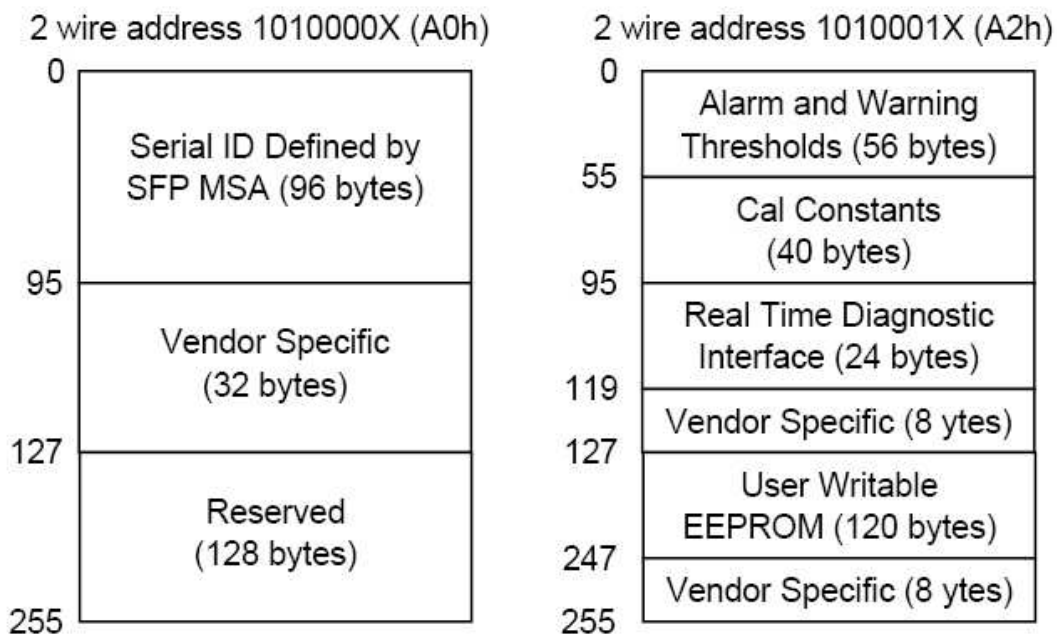 2 wire address 1010000X (A0h)
0
Serial ID Defined by
SFP MSA (96 bytes)
95
Vendor Specific
(32 bytes)
127
Reserved
(128 bytes)
255
2 wire address 1010001X (A2h)
0
Alarm and Warning
Thresholds (56 bytes)
55
Cal Constants
(40 bytes)
95
Real Time Diagnostic
Interface (24 bytes)
119
Vendor Specific (8 ytes)
127
User Writable
EEPROM (120 bytes)
247
Vendor Specific (8 ytes)
255